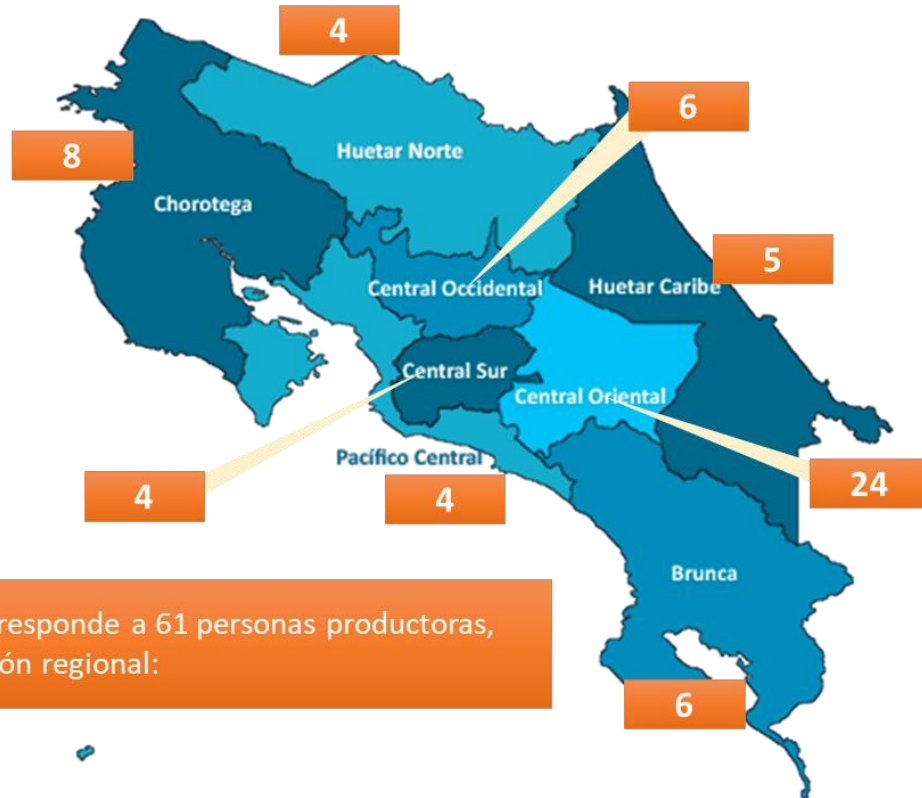 4
6
8
Huetar Norte
Chorotega
5
Central Occidental
Huetar Caribe
Central Sur
Central Oriental
Pacífico Central
4
4
24
Brunca
responde a 61 personas productoras,
ón regional:
6